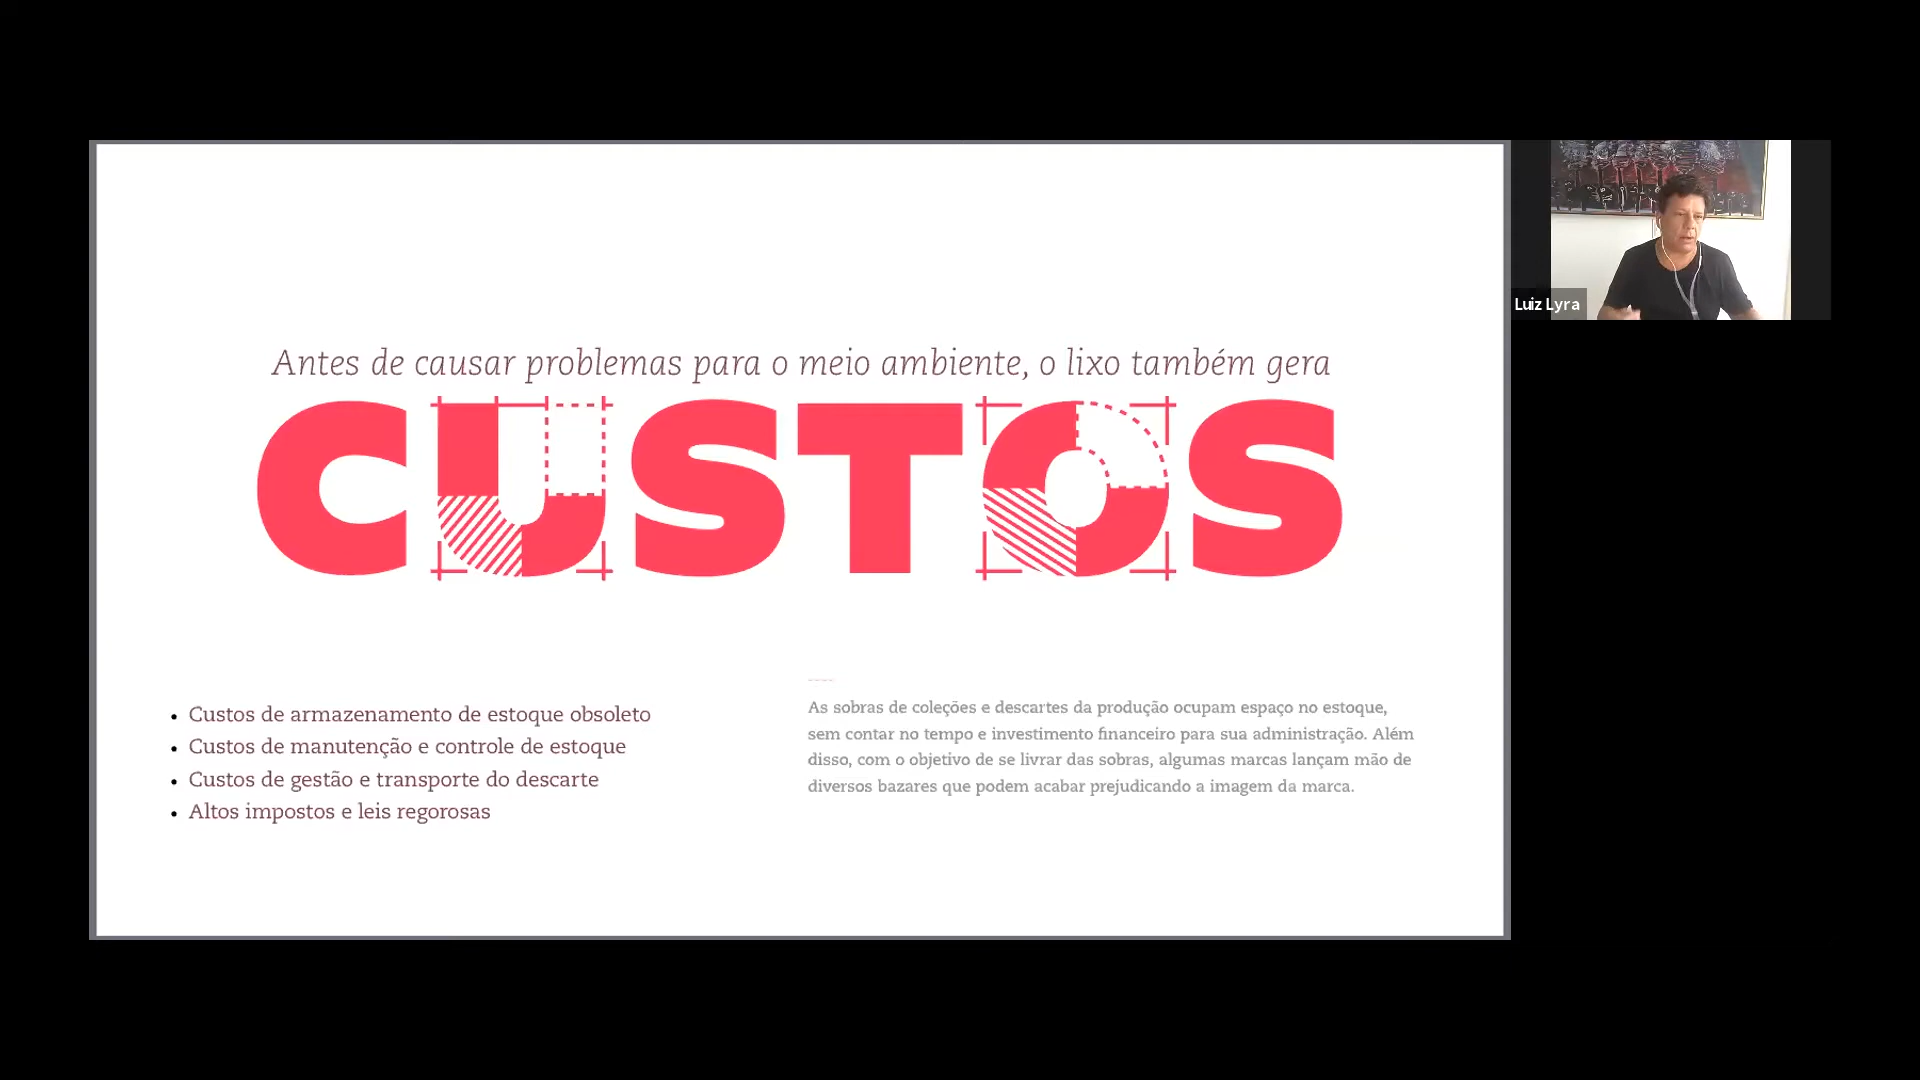 Antes de causar problemas para o meio ambiente, o lixo também gera
CUSTOS
Custos de armazenamento de estoque obsoleto
Custos de manutenção e controle de estoque
Custos de gestão e transporte do descarte
Altos impostos e leis regorosas
As sobras de coleções e descartes da produção ocupam espaço no estoque,
sem contar no tempo e investimento financeiro para sua administração. Além
disso, com o objetivo de se livrar das sobras, algumas marcas lançam mão de
diversos bazares que podem acabar prejudicando a imagem da marca.
Luiz Lyra